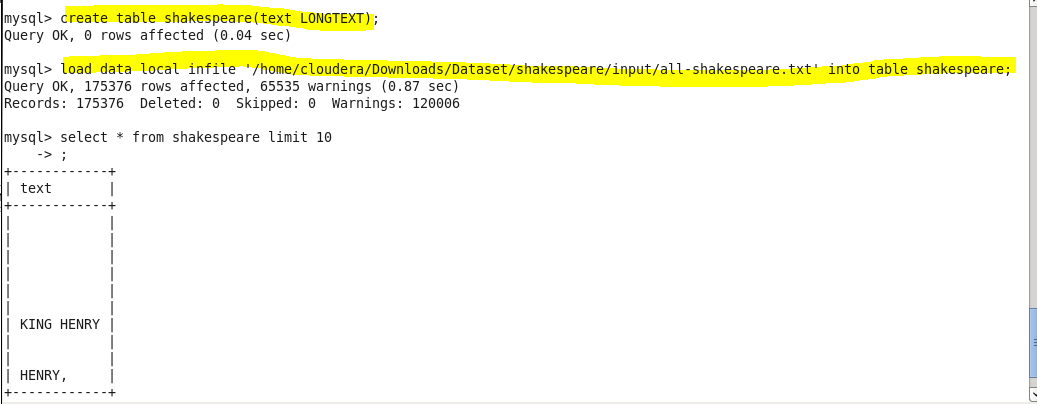 mysql> create table shakespeare(text LONGTEXT);
Query OK, 0 rows affected (0.04 sec)
mysql> load data local infile '/home/cloudera/Downloads/Dataset/shakespeare/input/all-shakespeare.txt' into table shakespeare;
Query OK, 175376 rows affected, 65535 warnings (0.87 sec)
Records: 175376  Deleted: 0  Skipped: 0  Warnings: 120006
mysql> select * from shakespeare limit 10
    -> ;
+------------+
| text       |
+------------+
|            |
|            |
|            |
|            |
|            |
|            |
| KING HENRY |
|            |
|            |
| HENRY,     |
+------------+